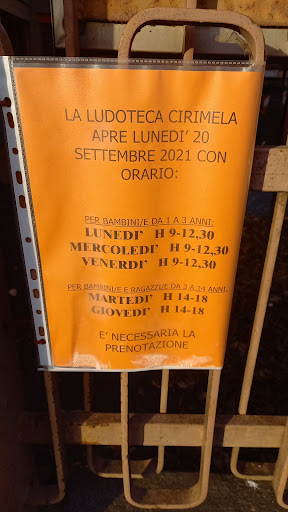 LA LUDOTECA CIRIMELA
APRE LUNEDI' 20
SETTEMBRE 2021 CON
ORARIO:
PER BAMBINI/E DA 1 A 3 ANNI:
LUNEDI' H 9-12,30
MERCOLEDI' H 9-12,30
VENERDI' H 9-12,30
PER BAMBINI/E E RAGAZZI/E DA 3 A 14 ANNI:
MARTEDI' H 14-18
GIOVEDI' H 14-18
E' NECESSARIA LA
PRENOTAZIONE